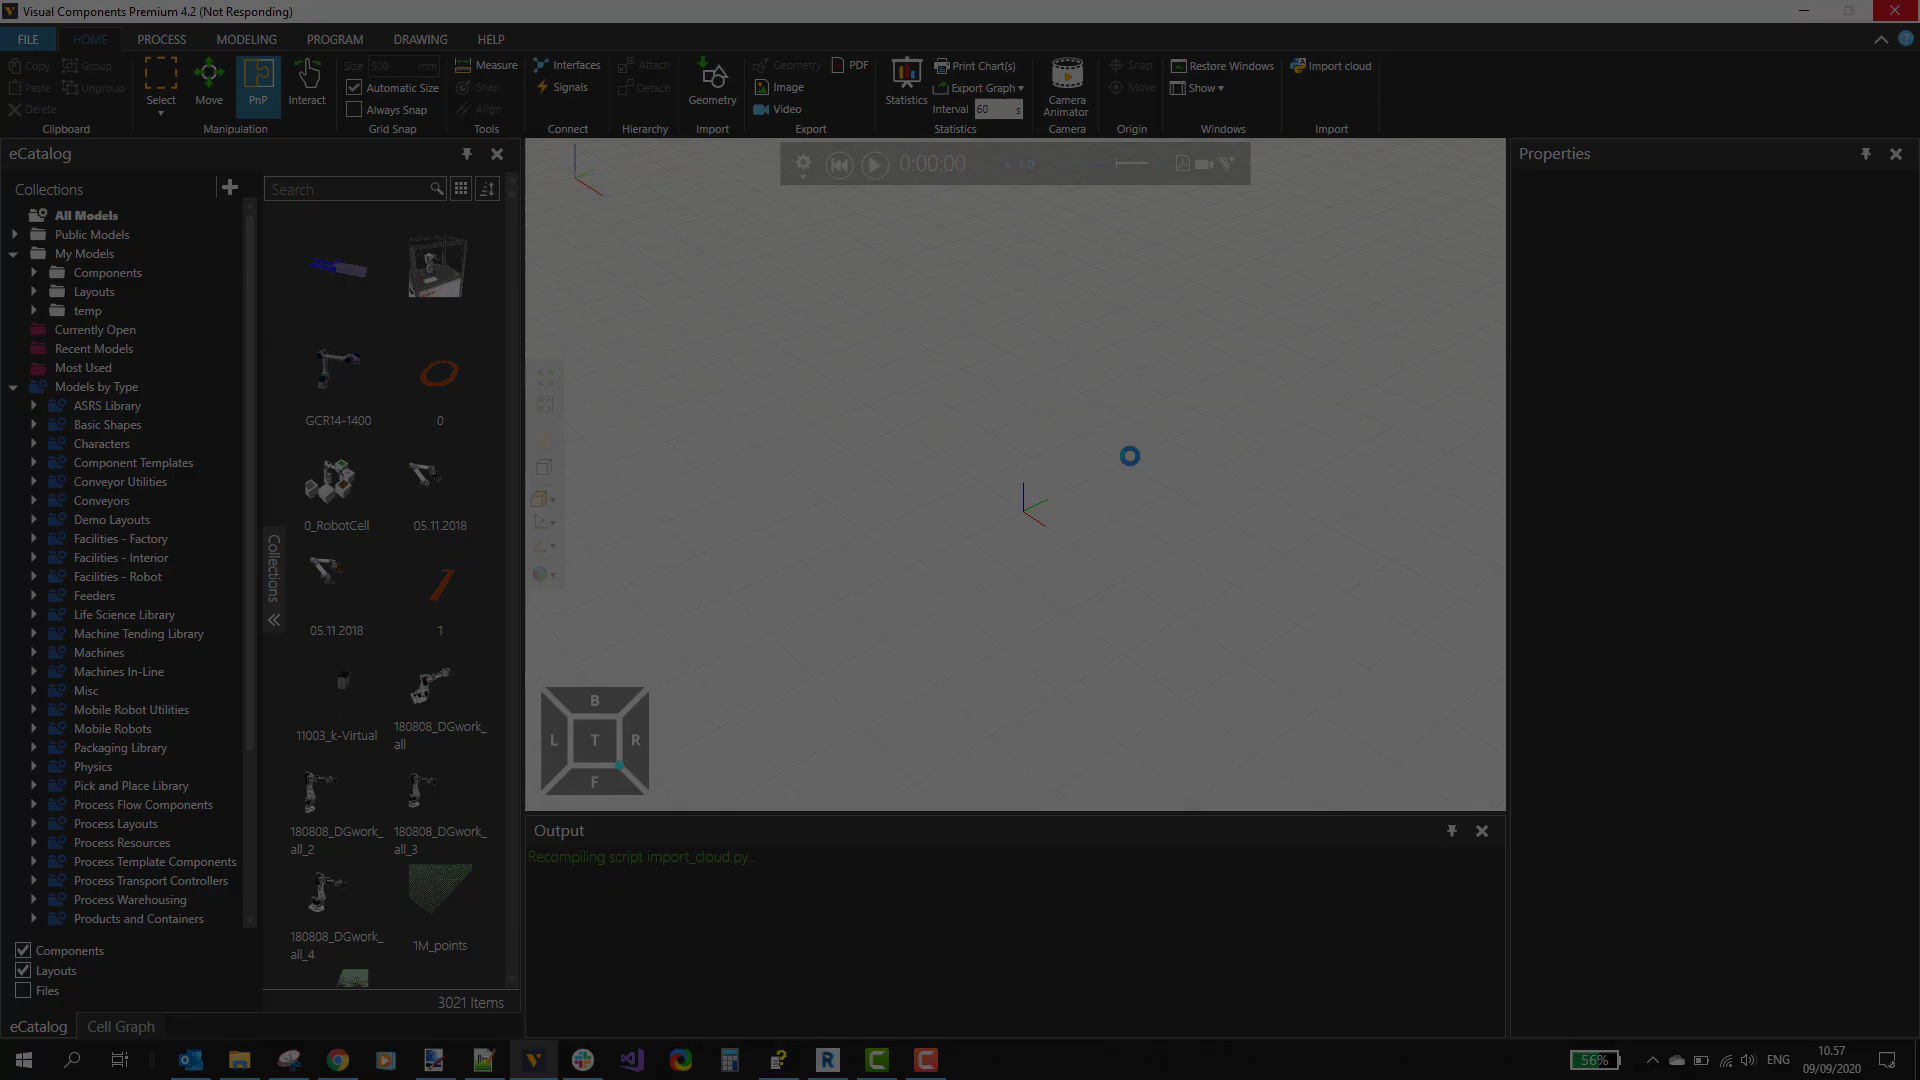 Visual Components Premium 4.2 (Not Responding)
FILE HOME PROCESS MODELING PROGRAM DRAWING HELP
Copy Group
Paste Ungroup
Delete
Clipboard
Select Move PnP Interact
Manipulation
Size 500 mm
Automatic Size
Always Snap
Grid Snap
Measure
Snap
Align
Tools
Interfaces
Signals
Connect
Attach
Detach
Hierarchy
Geometry
Import
Geometry PDF
Image
Video
Export
Statistics
Print Chart(s)
Export Graph
Interval 60 s
Statistics
Camera
Animator
Camera
Snap
Move
Origin
Restore Windows
Show
Windows
Import cloud
Import
eCatalog
Collections
All Models
Public Models
My Models
Components
Layouts
temp
Currently Open
Recent Models
Most Used
Models by Type
ASRS Library
Basic Shapes
Characters
Component Templates
Conveyor Utilities
Conveyors
Demo Layouts
Facilities - Factory
Facilities - Interior
Facilities - Robot
Feeders
Life Science Library
Machine Tending Library
Machines
Machines In-Line
Misc
Mobile Robot Utilities
Mobile Robots
Packaging Library
Physics
Pick and Place Library
Process Flow Components
Process Layouts
Process Resources
Process Template Components
Process Transport Controllers
Process Warehousing
Products and Containers
Components
Layouts
Files
eCatalog Cell Graph
Collections
Search
GCR14-1400 0
0_RobotCell 05.11.2018
05.11.2018 1
11003_k-Virtual 180808_DGwork_
all
180808_DGwork_ 180808_DGwork_
all_2 all_3
180808_DGwork_ 1M_points
all_4
3021 Items
0:00:00 x 1.0
B
L T R
F
Output
Recompiling script import_cloud.py...
Properties
56% ENG
10.57
09/09/2020